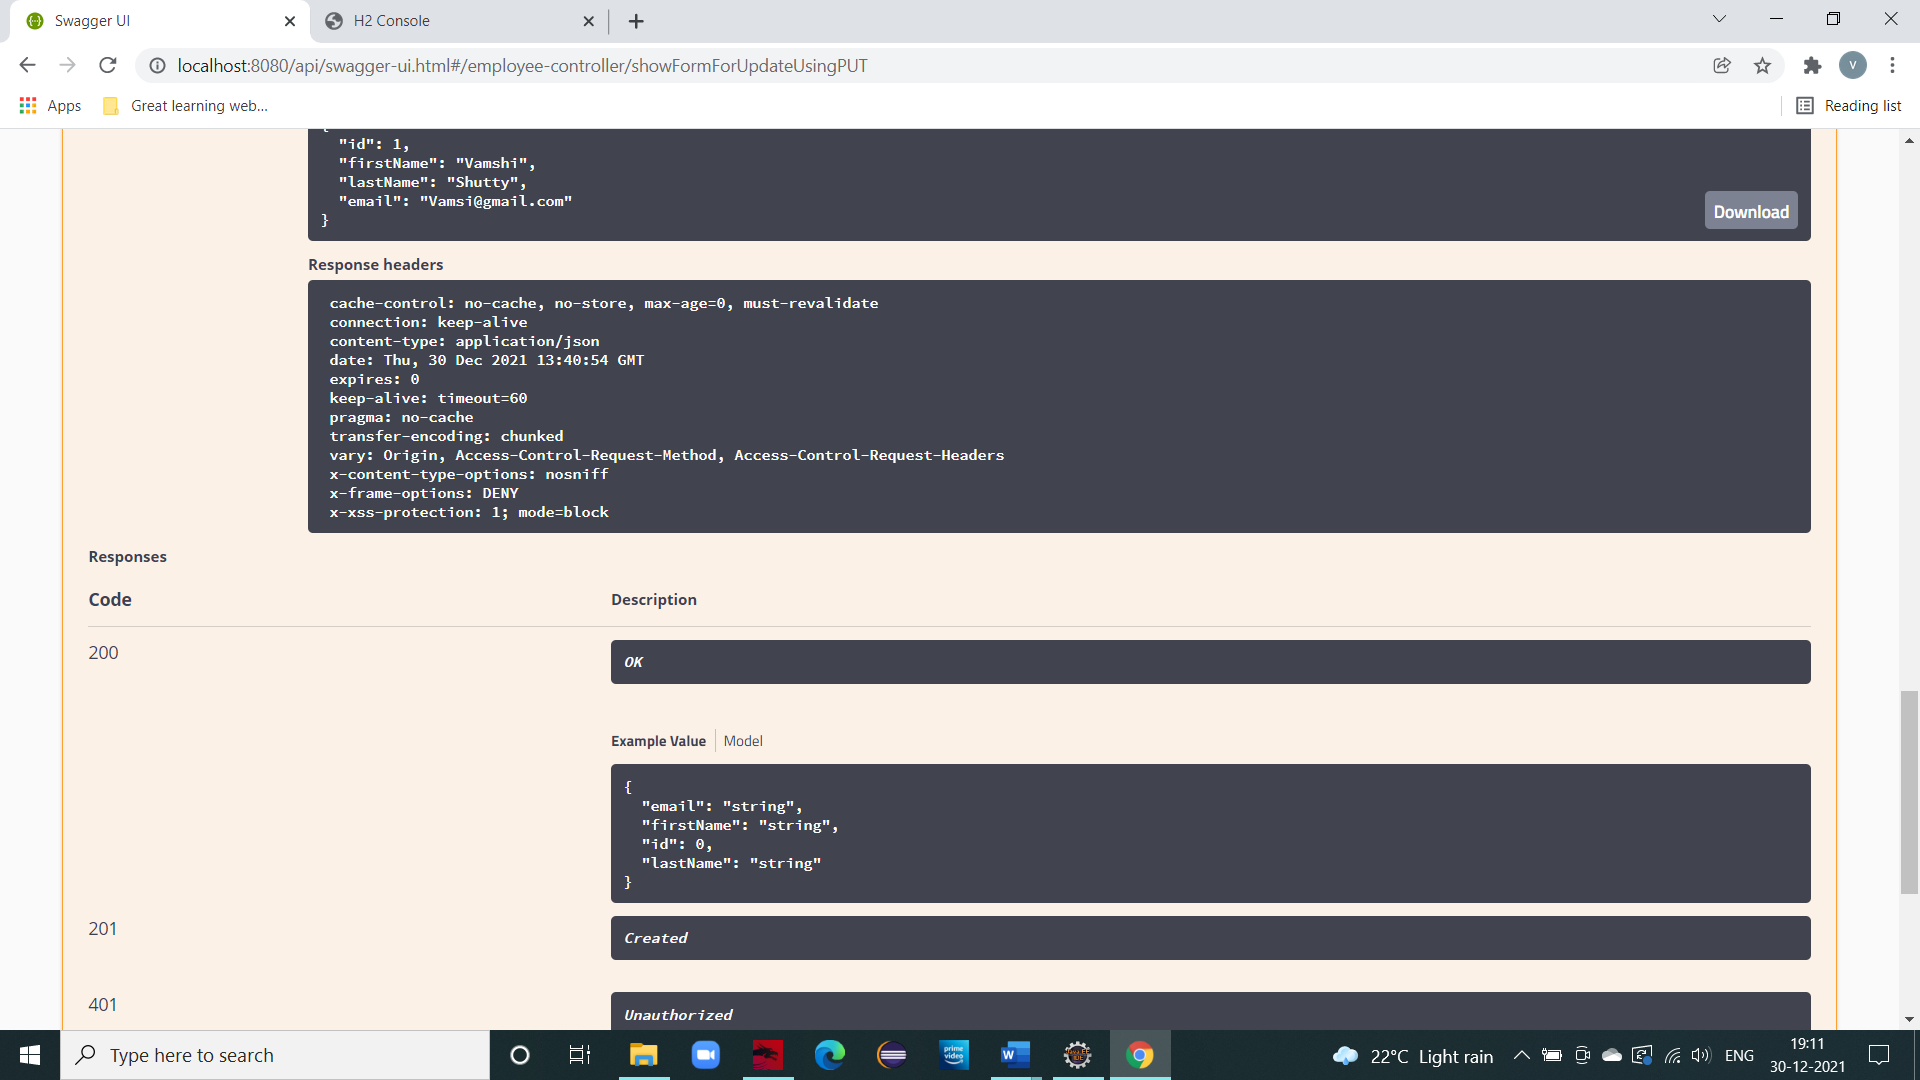 Swagger UI
H2 Console
localhost:8080/api/swagger-ui.html#/employee-controller/showFormForUpdateUsingPUT
V
Apps
Great learning web...
Reading list
{
"id": 1,
"firstName": "Vamshi",
"lastName": "Shutty",
"email": "Vamsi@gmail.com"
}
Download
Response headers
cache-control: no-cache, no-store, max-age=0, must-revalidate
connection: keep-alive
content-type: application/json
date: Thu, 30 Dec 2021 13:40:54 GMT
expires: 0
keep-alive: timeout=60
pragma: no-cache
transfer-encoding: chunked
vary: Origin, Access-Control-Request-Method, Access-Control-Request-Headers
x-content-type-options: nosniff
x-frame-options: DENY
x-xss-protection: 1; mode=block
Responses
Code Description
200 OK
Example Value Model
{
"email": "string",
"firstName": "string",
"id": 0,
"lastName": "string"
}
201 Created
401 Unauthorized
Type here to search
prime video
W
22°C Light rain
ENG
19:11
30-12-2021